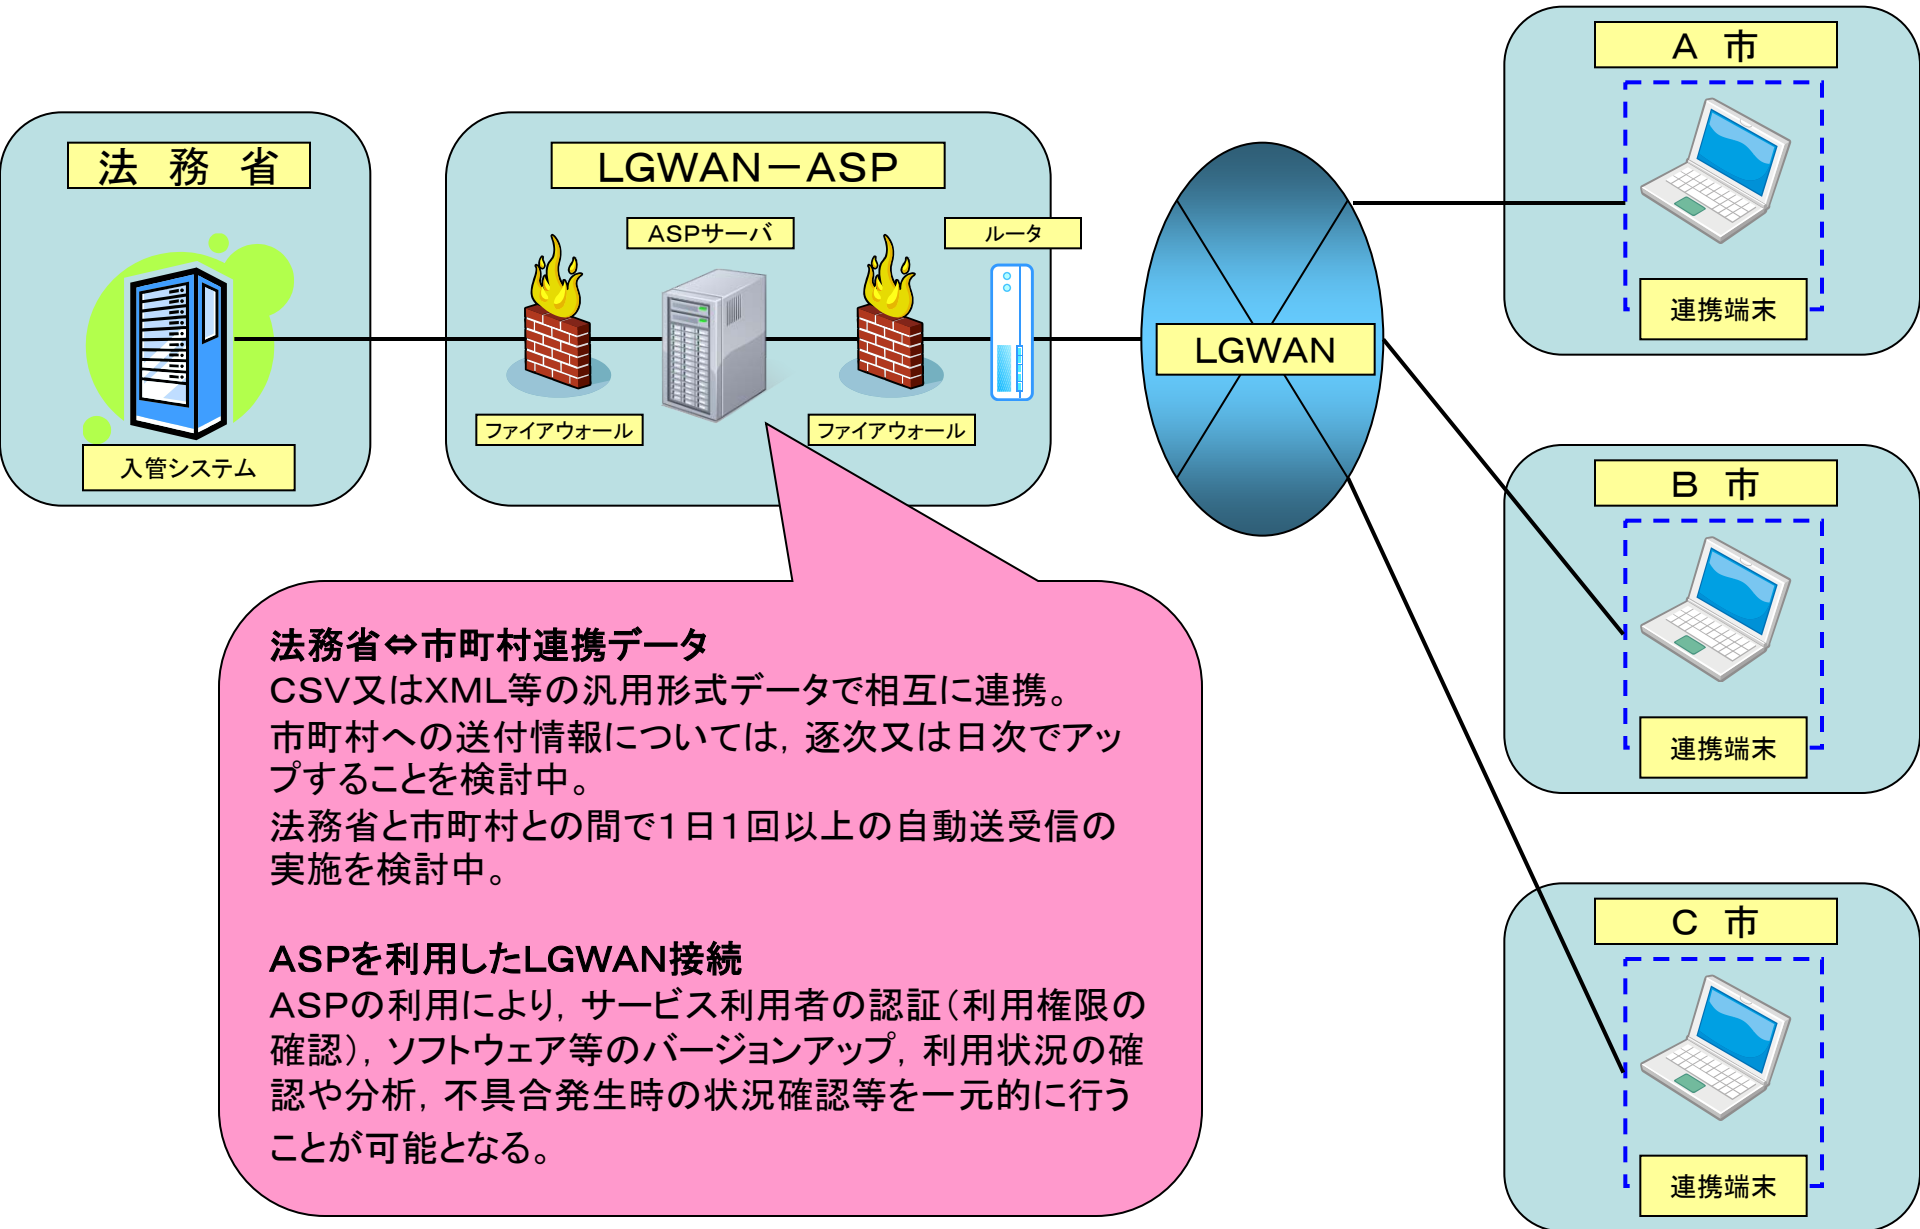 法 務 省
入管システム
LGWAN－ASP
ASPサーバ
ルータ
ファイアウォール
ファイアウォール
LGWAN
A 市
連携端末
B 市
連携端末
C 市
連携端末
法務省⇔市町村連携データ
CSV又はXML等の汎用形式データで相互に連携。
市町村への送付情報については，逐次又は日次でアッ
プすることを検討中。
法務省と市町村との間で１日１回以上の自動送受信の
実施を検討中。
ASPを利用したLGWAN接続
ASPの利用により，サービス利用者の認証（利用権限の
確認），ソフトウェア等のバージョンアップ，利用状況の確
認や分析，不具合発生時の状況確認等を一元的に行う
ことが可能となる。